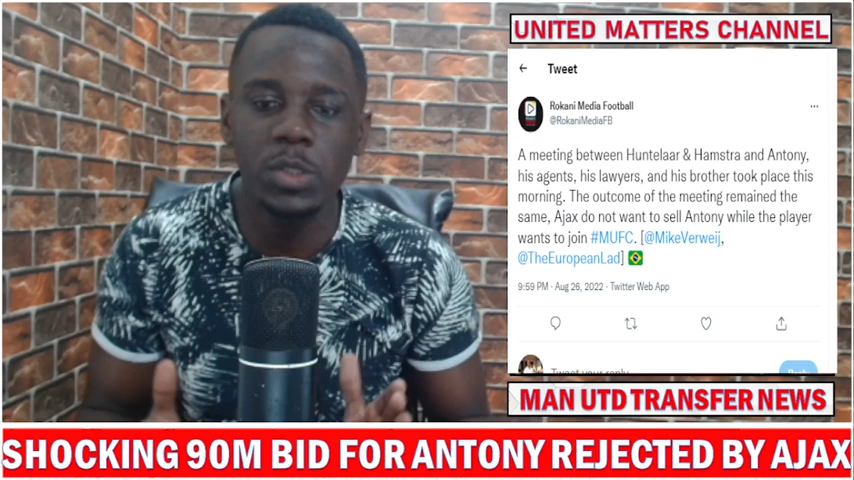 UNITED MATTERS CHANNEL
Tweet
Rokani Media Football
@RokaniMediaFB
A meeting between Huntelaar & Hamstra and Antony,
his agents, his lawyers, and his brother took place this
morning. The outcome of the meeting remained the
same, Ajax do not want to sell Antony while the player
wants to join #MUFC. [@MikeVerweij,
@TheEuropeanLad]
9:59 PM · Aug 26, 2022 · Twitter Web App
Tweet your reply
MAN UTD TRANSFER NEWS
SHOCKING 90M BID FOR ANTONY REJECTED BY AJAX